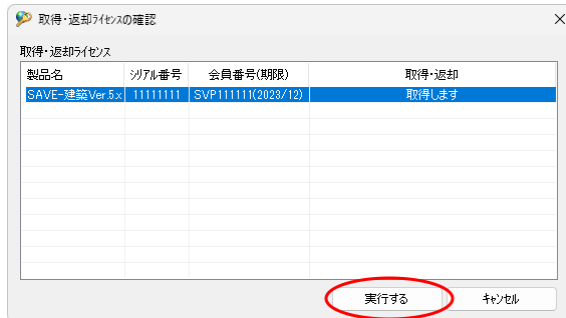 取得・返却ライセンスの確認
取得・返却ライセンス
製品名 シリアル番号 会員番号(期限) 取得・返却
SAVE-建築Ver.5.x 11111111 SVP111111(2023/12) 取得します
実行する キャンセル